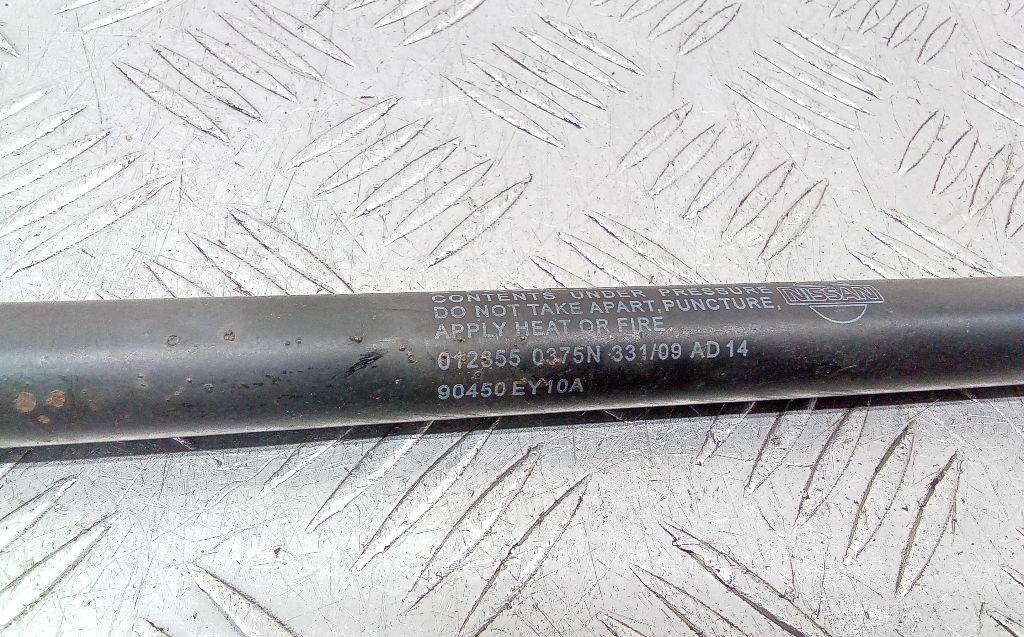 CONTENTS UNDER PRESSURE
DO NOT TAKE APART, PUNCTURE,
APPLY HEAT OR FIRE.
NISSAN
012855 0375N 331/09 AD 14
90450 EY10A